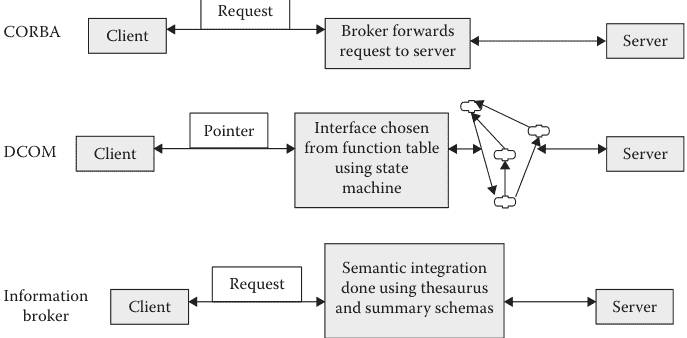 CORBA
Client
Request
Broker forwards
request to server
Server
DCOM
Client
Pointer
Interface chosen
from function table
using state
machine
Server
Information
broker
Client
Request
Semantic integration
done using thesaurus
and summary schemas
Server